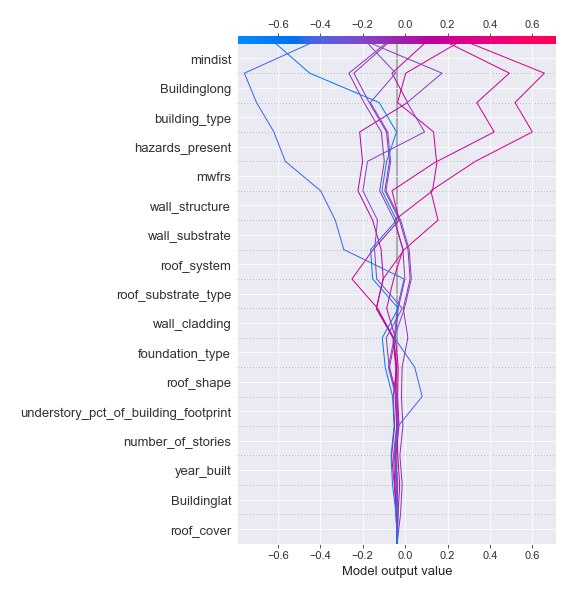 −0.6 −0.4 −0.2 0.0 0.2 0.4 0.6
mindist
Buildinglong
building_type
hazards_present
mwfrs
wall_structure
wall_substrate
roof_system
roof_substrate_type
wall_cladding
foundation_type
roof_shape
understory_pct_of_building_footprint
number_of_stories
year_built
Buildinglat
roof_cover
−0.6 −0.4 −0.2 0.0 0.2 0.4 0.6
Model output value